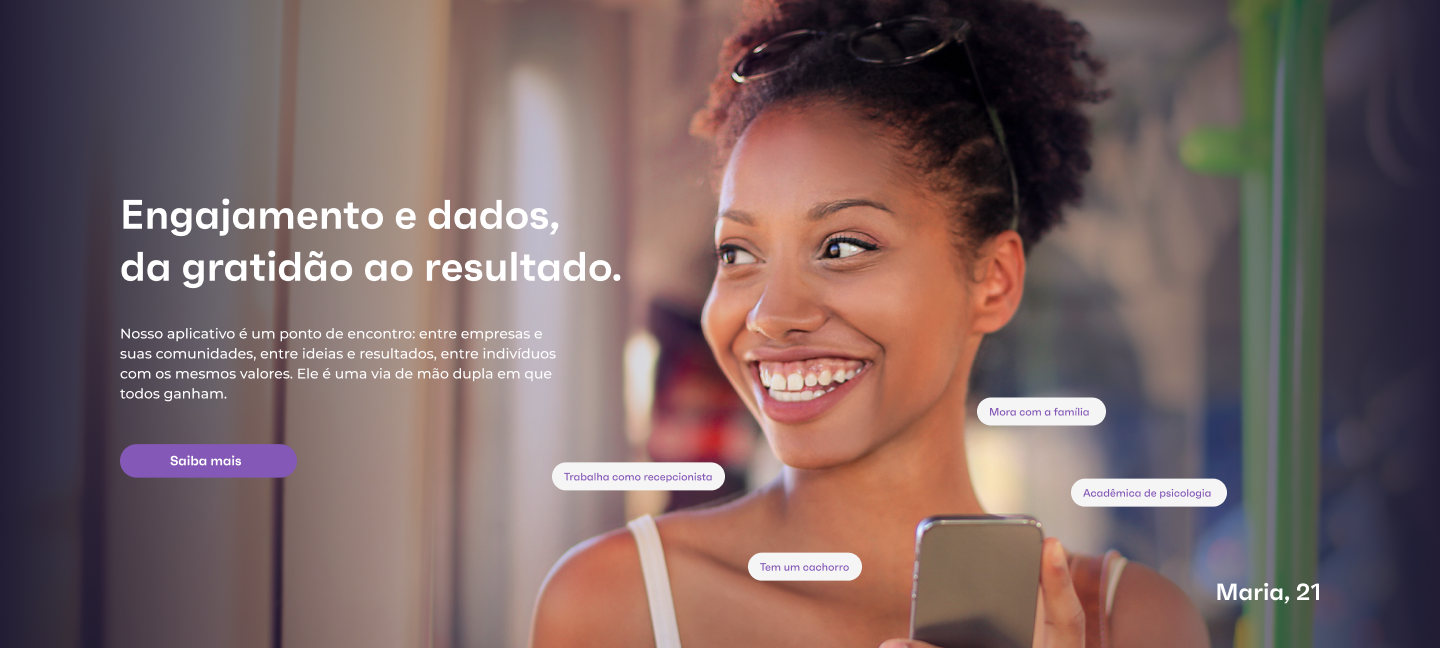 Engajamento e dados,
da gratidão ao resultado.
Nosso aplicativo é um ponto de encontro: entre empresas e
suas comunidades, entre ideias e resultados, entre indivíduos
com os mesmos valores. Ele é uma via de mão dupla em que
todos ganham.
Saiba mais
Mora com a família
Trabalha como recepcionista
Acadêmica de psicologia
Tem um cachorro
Maria, 21